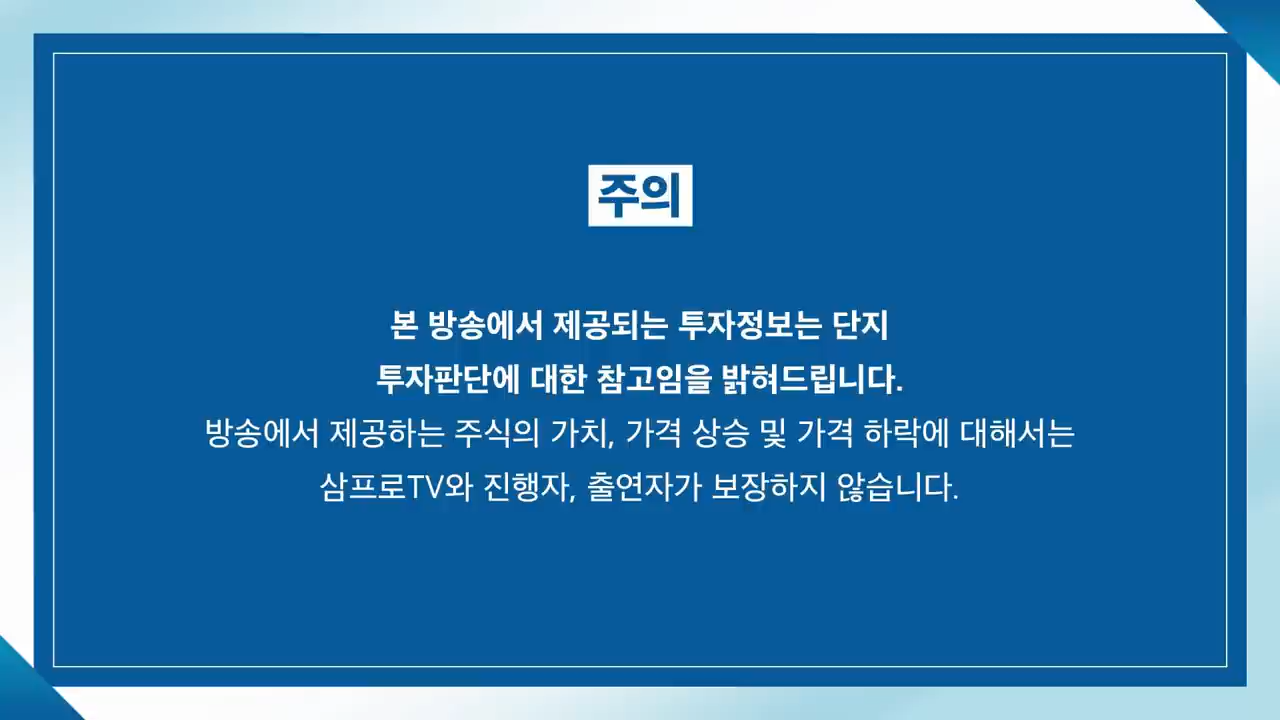 주의
본 방송에서 제공되는 투자정보는 단지
투자판단에 대한 참고임을 밝혀드립니다.
방송에서 제공하는 주식의 가치, 가격 상승 및 가격 하락에 대해서는
삼프로TV와 진행자, 출연자가 보장하지 않습니다.